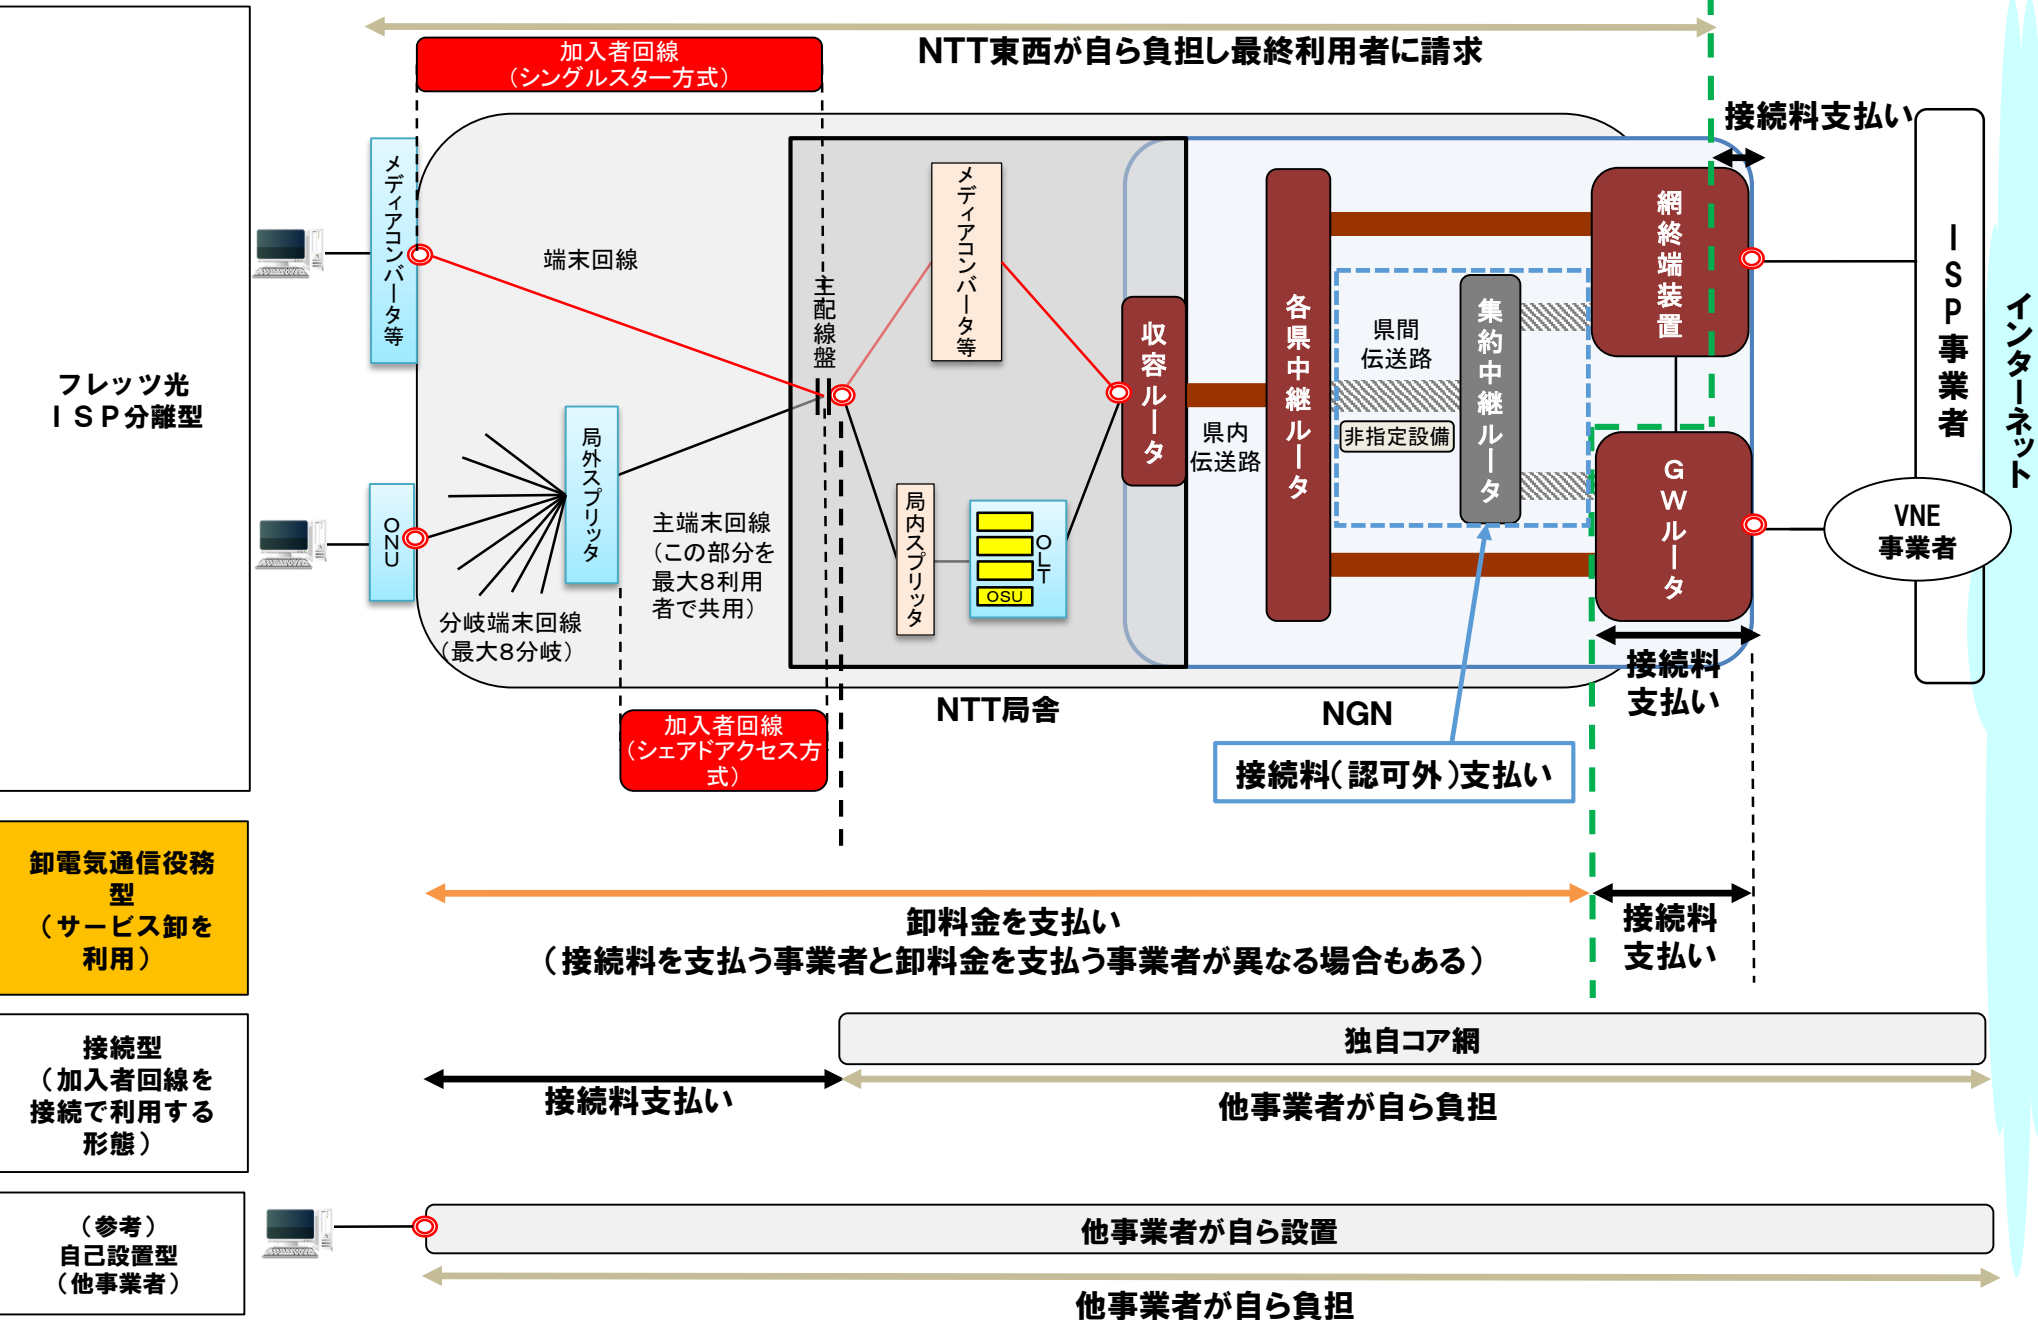 NTT東西が自ら負担し最終利用者に請求
加入者回線
（シングルスター方式）
接続料支払い
フレッツ光
ＩＳＰ分離型
メディアコンバータ等
端末回線
主配線盤
メディアコンバータ等
収容ルータ
各県中継ルータ
県間
伝送路
非指定設備
集約中継ルータ
網終端装置
ＩＳＰ事業者
インターネット
県内
伝送路
GWルータ
VNE
事業者
ONU
局外スプリッタ
主端末回線
（この部分を
最大8利用
者で共用）
分岐端末回線
（最大8分岐）
局内スプリッタ
OLT
OSU
接続料
支払い
NTT局舎
NGN
加入者回線
（シェアドアクセス方
式）
接続料（認可外）支払い
卸電気通信役務
型
（サービス卸を
利用）
卸料金を支払い
（接続料を支払う事業者と卸料金を支払う事業者が異なる場合もある）
接続料
支払い
接続型
（加入者回線を
接続で利用する
形態）
独自コア網
接続料支払い
他事業者が自ら負担
（参考）
自己設置型
（他事業者）
他事業者が自ら設置
他事業者が自ら負担